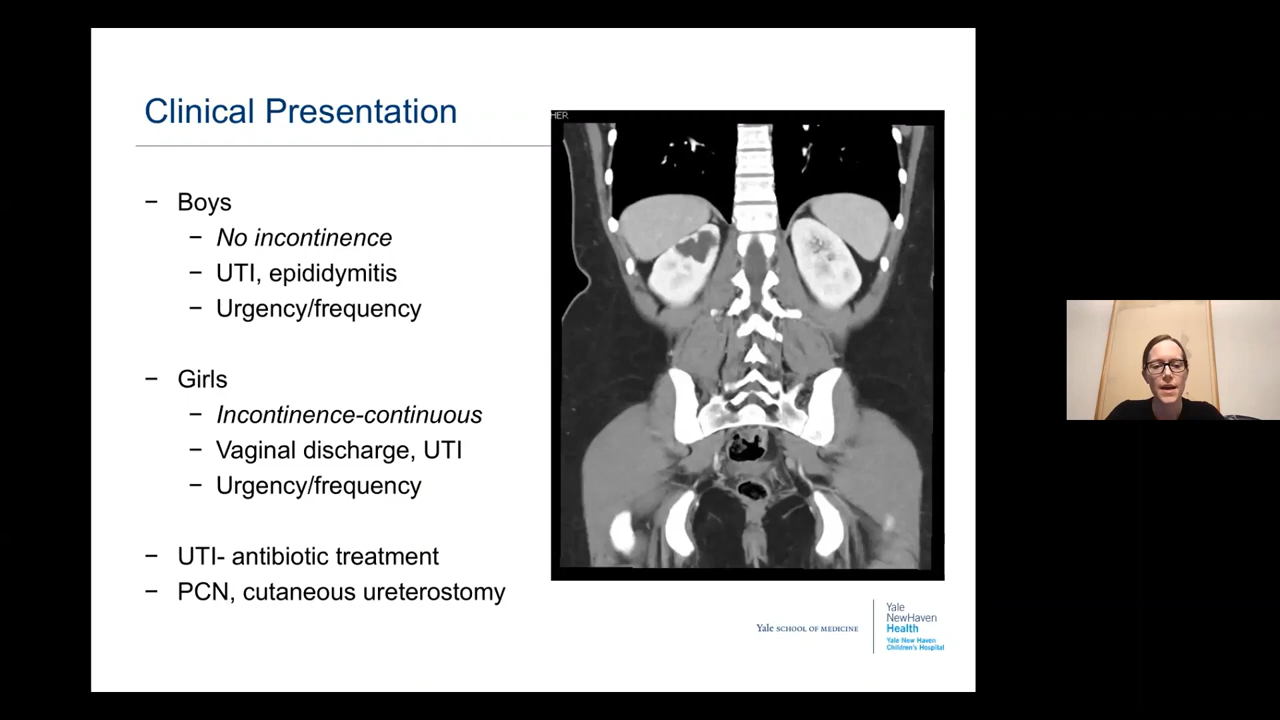 Clinical Presentation
HER
− Boys
− No incontinence
− UTI, epididymitis
− Urgency/frequency
− Girls
− Incontinence-continuous
− Vaginal discharge, UTI
− Urgency/frequency
− UTI- antibiotic treatment
− PCN, cutaneous ureterostomy
Yale SCHOOL OF MEDICINE
Yale
NewHaven
Health
Yale New Haven
Children's Hospital